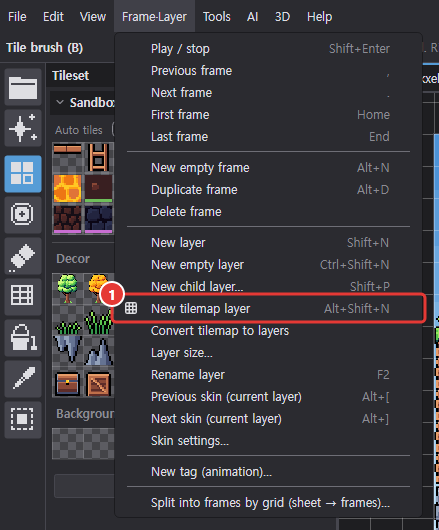 File Edit View Frame·Layer Tools AI 3D Help
Tile brush (B)
Tileset
Sandbox
Auto tiles
Decor
Background
Play / stop Shift+Enter
Previous frame ,
Next frame .
First frame Home
Last frame End
New empty frame Alt+N
Duplicate frame Alt+D
Delete frame
New layer Shift+N
New empty layer Ctrl+Shift+N
New child layer... Shift+P
1
New tilemap layer Alt+Shift+N
Convert tilemap to layers
Layer size...
Rename layer F2
Previous skin (current layer) Alt+[
Next skin (current layer) Alt+]
Skin settings...
New tag (animation)...
Split into frames by grid (sheet → frames)...